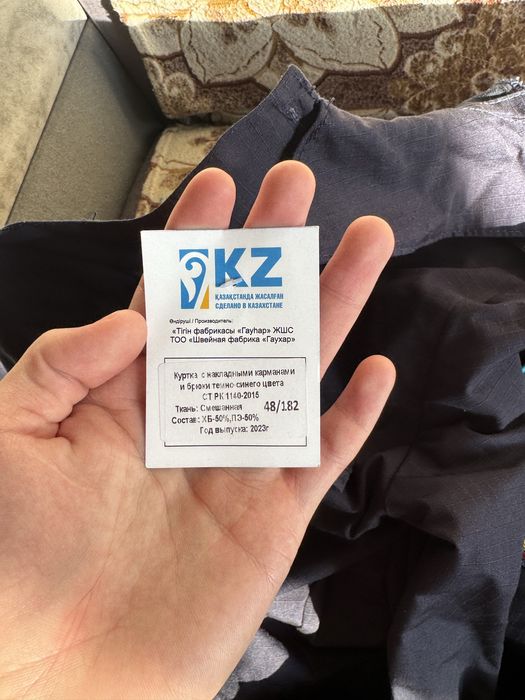 KZ
ҚАЗАҚСТАНДА ЖАСАЛҒАН
СДЕЛАНО В КАЗАХСТАНЕ
Өндіруші / Производитель:
«Тігін фабрикасы «Гауһар» ЖШС
ТОО «Швейная фабрика «Гаухар»
Куртка с накладными карманами
и брюки темно-синего цвета
СТ РК 1140-2015
Ткань: Смешанная 48/182
Состав: ХБ-50%,ПЭ-50%
Год выпуска: 2023г